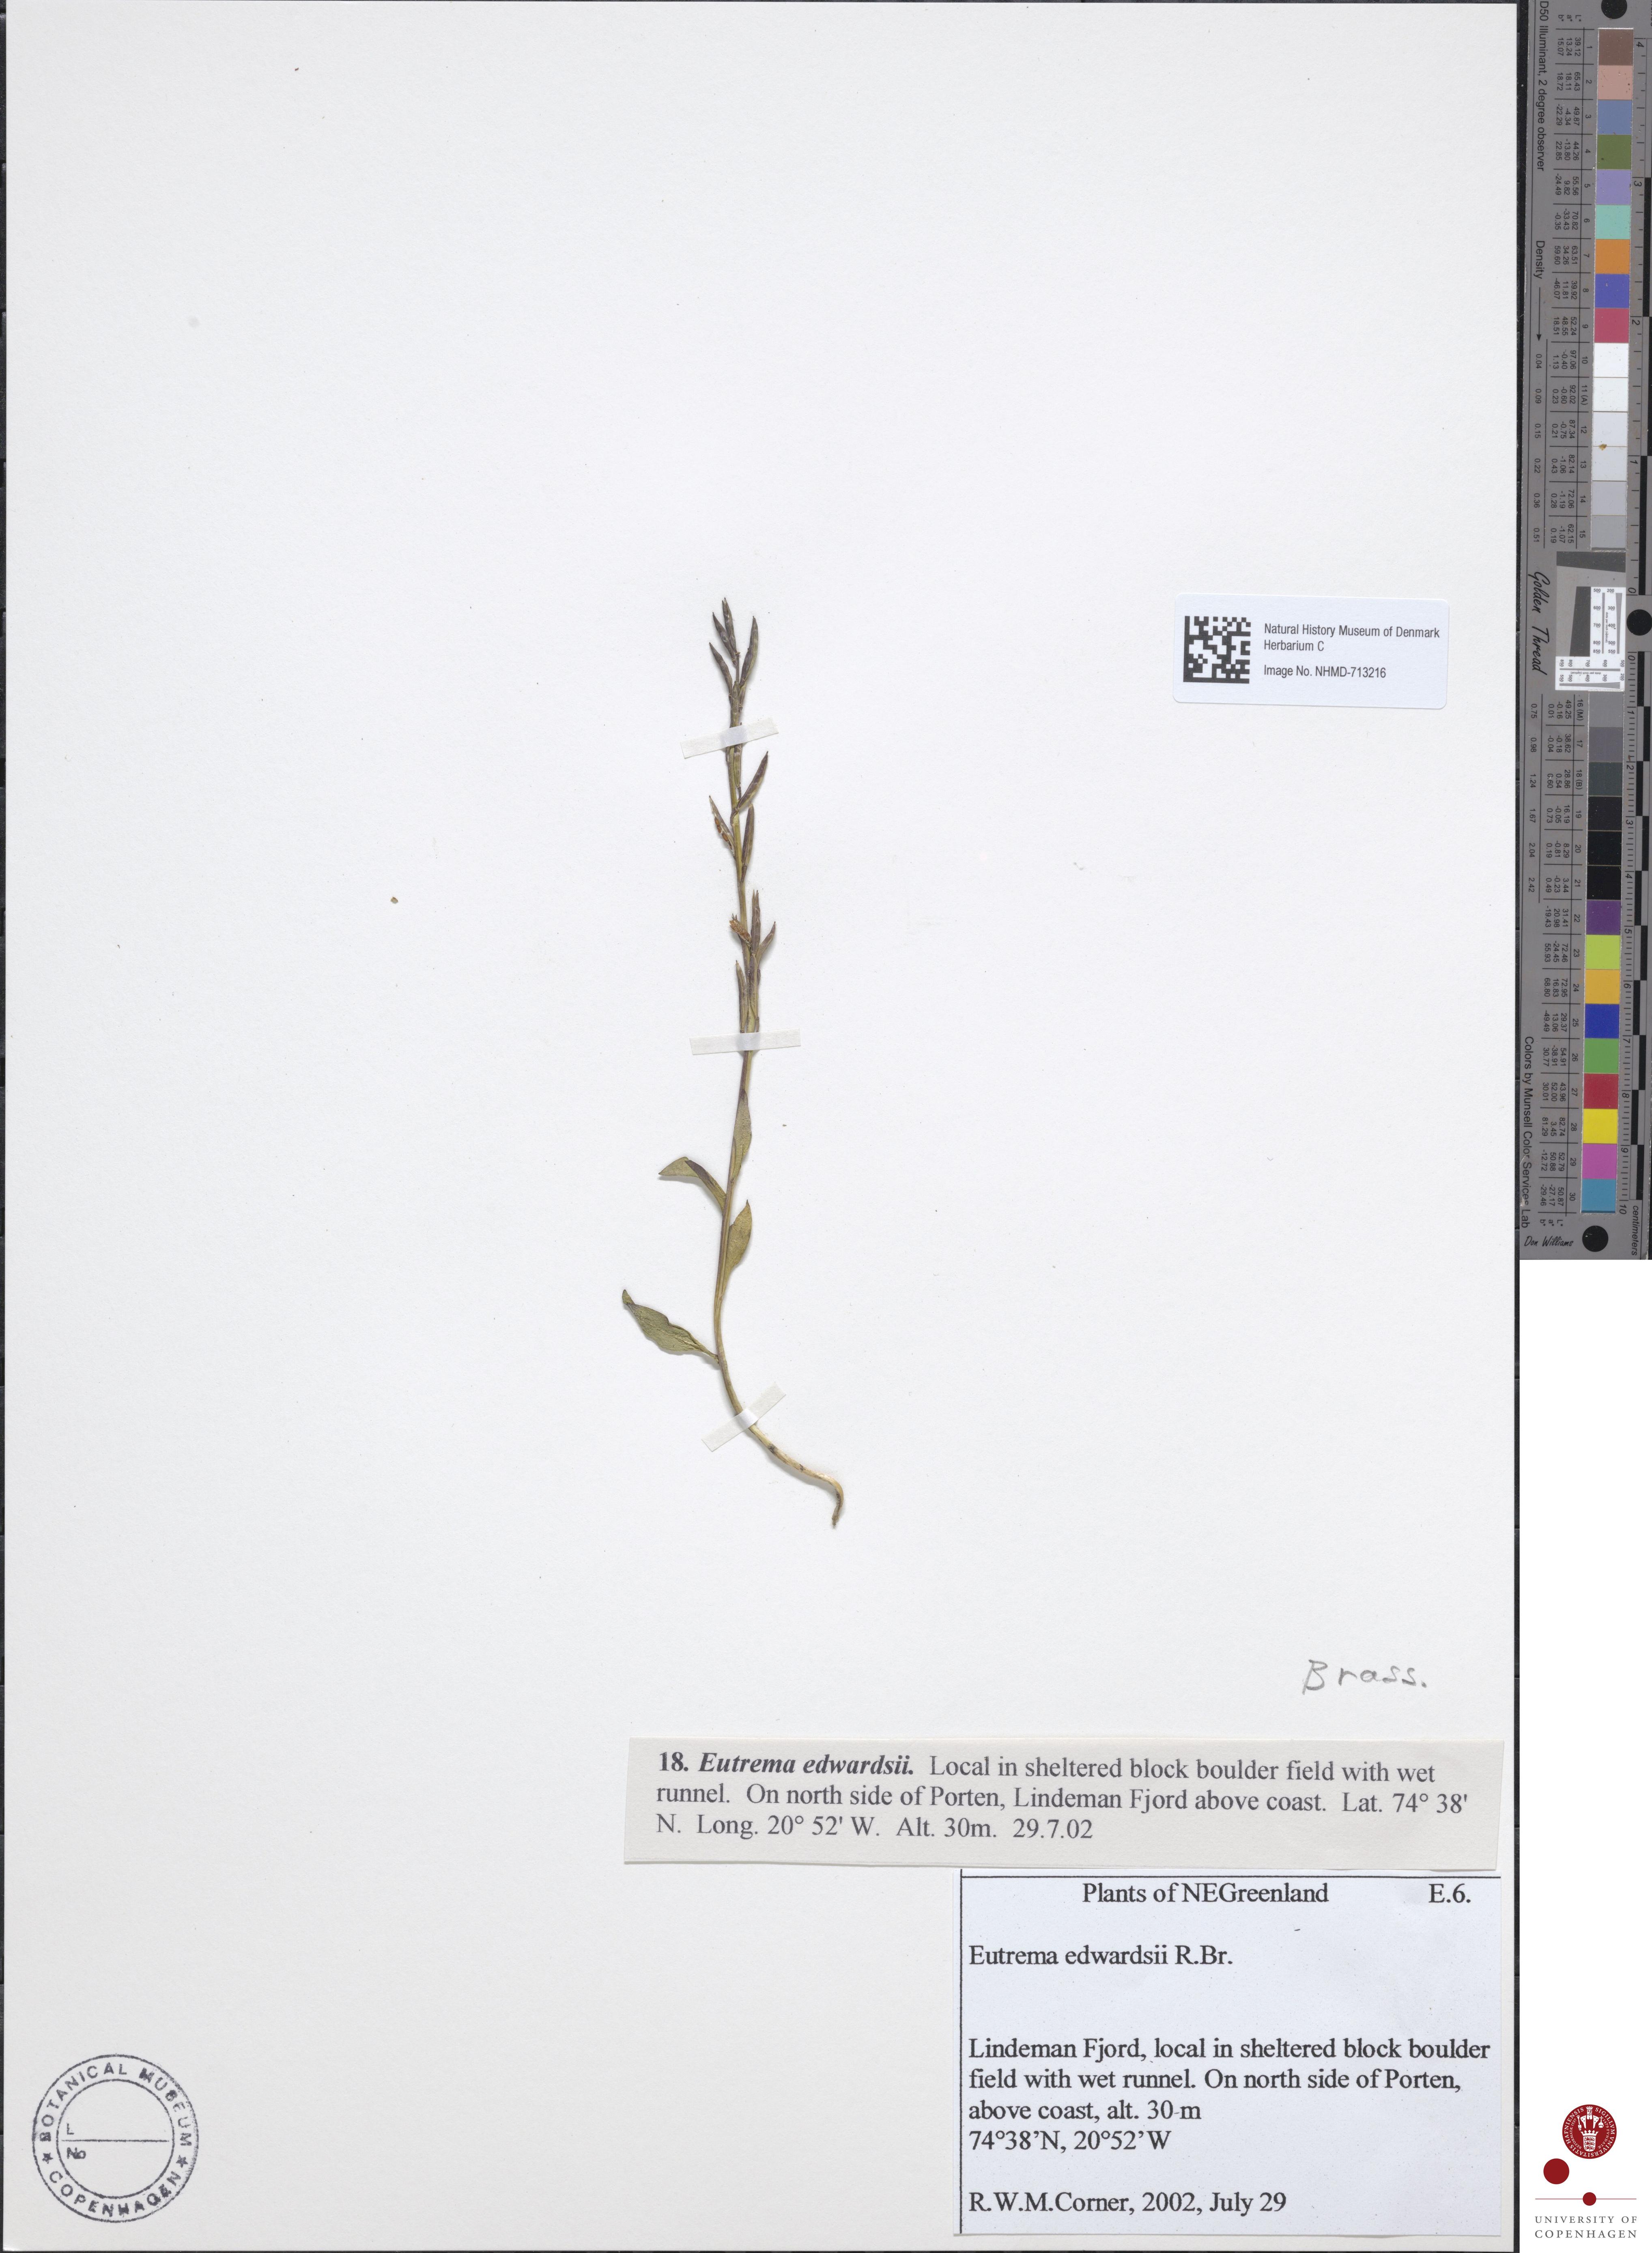 Natural History Museum of Denmark
Herbarium C
Image No. NHMD-713216
Brass.
18. Eutrema edwardsii. Local in sheltered block boulder field with wet
runnel. On north side of Porten, Lindeman Fjord above coast. Lat. 74° 38'
N. Long. 20° 52' W. Alt. 30m. 29.7.02
Plants of NEGreenland E.6.
Eutrema edwardsii R.Br.
Lindeman Fjord, local in sheltered block boulder
field with wet runnel. On north side of Porten,
above coast, alt. 30 m
74°38’N, 20°52’W
R.W.M.Corner, 2002, July 29
BOTANICAL MUSEUM
L
No
COPENHAGEN
D50 Illuminant, 2 degree observer
Density
Golden Thread
Colors by Munsell Color Services Lab
Don Williams
centimeters
UNIVERSITY OF
COPENHAGEN